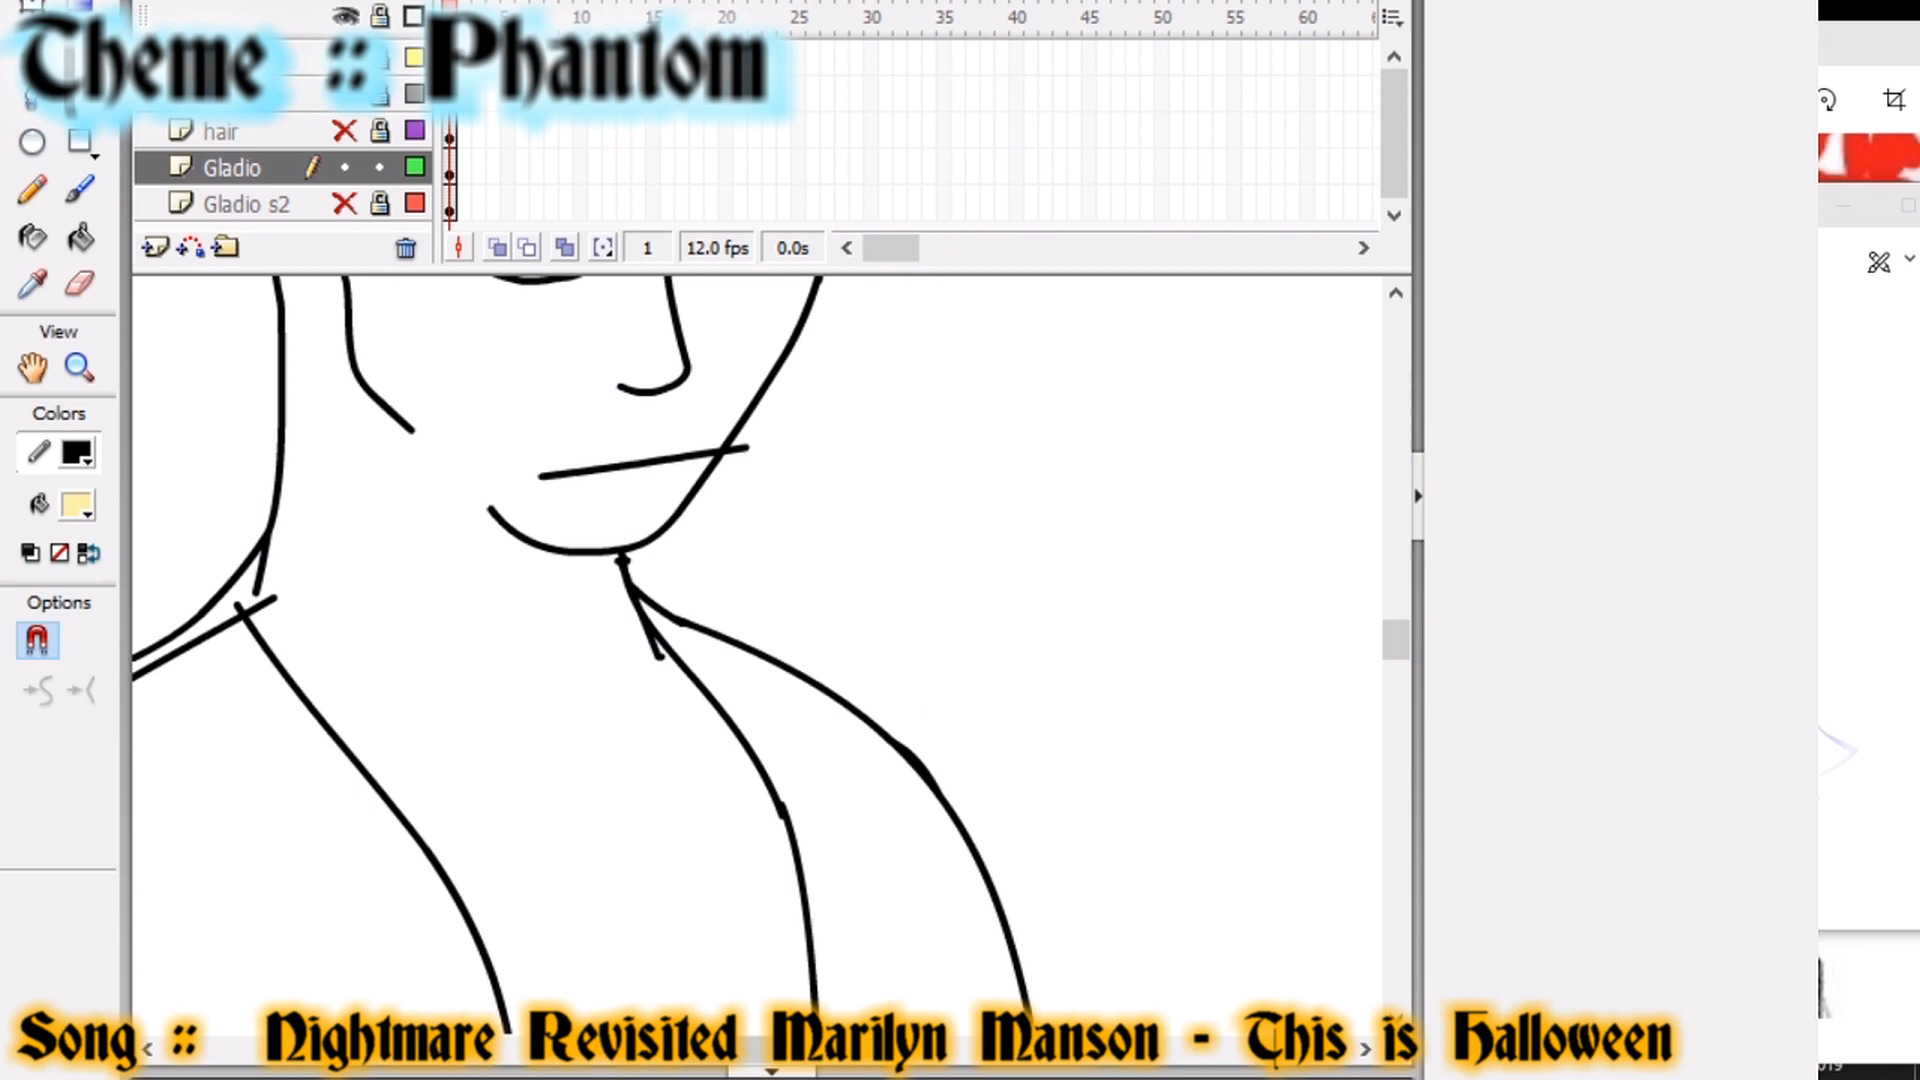 Theme :: Phantom
10 15 20 25 30 35 40 45 50 55 60
hair
Gladio
Gladio s2
1 12.0 fps 0.0s
View
Colors
Options
Song :: Nightmare Revisited Marilyn Manson - This is Halloween